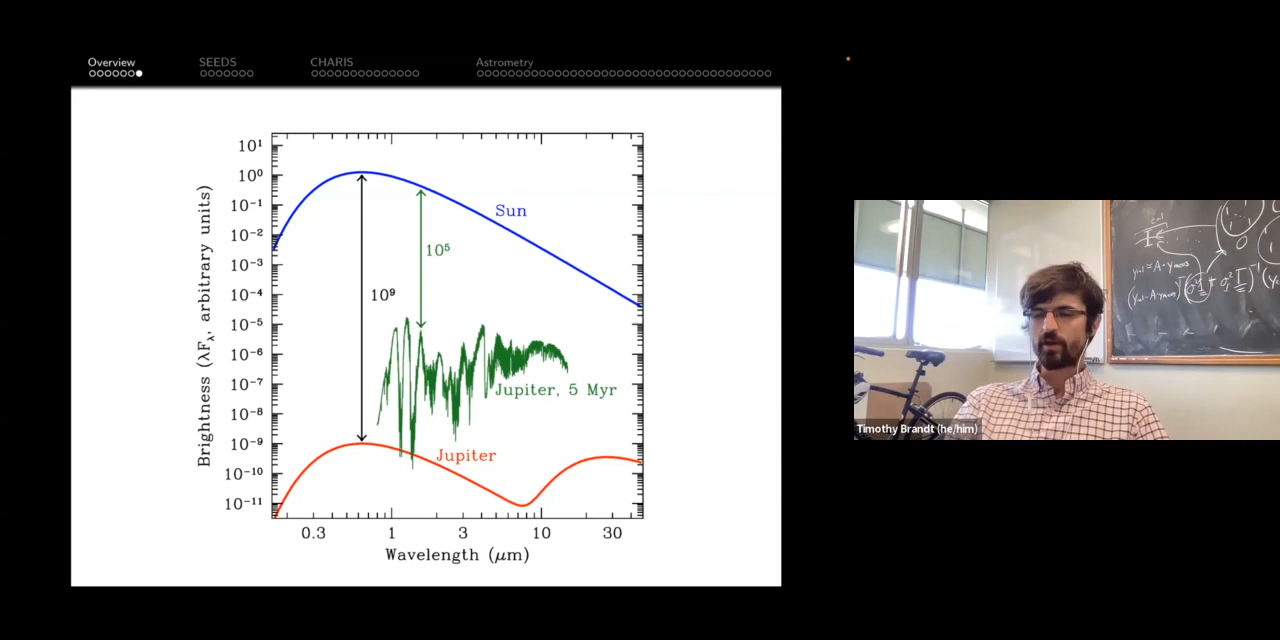 Overview SEEDS CHARIS Astrometry
10¹
10⁰
10⁻¹
10⁻²
10⁻³
10⁻⁴
10⁻⁵
10⁻⁶
10⁻⁷
10⁻⁸
10⁻⁹
10⁻¹⁰
10⁻¹¹
Brightness (λFλ, arbitrary units)
Sun
10⁵
10⁹
Jupiter, 5 Myr
Jupiter
0.3 1 3 10 30
Wavelength (μm)
Timothy Brandt (he/him)